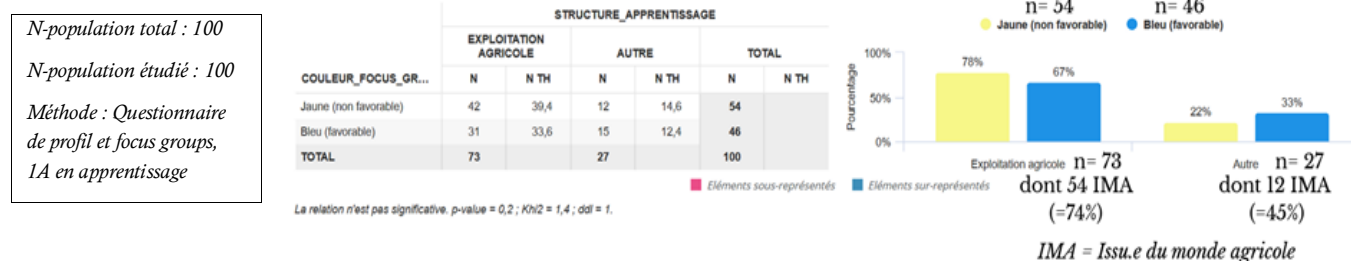 N-population total : 100
N-population étudié : 100
Méthode : Questionnaire
de profil et focus groups,
1A en apprentissage
STRUCTURE_APPRENTISSAGE
EXPLOITATION AGRICOLE AUTRE TOTAL
COULEUR_FOCUS_GR... N N TH N N TH N N TH
Jaune (non favorable) 42 39,4 12 14,6 54
Bleu (favorable) 31 33,6 15 12,4 46
TOTAL 73 27 100
Eléments sous-représentés Eléments sur-représentés
La relation n'est pas significative. p-value = 0,2 ; Khi2 = 1,4 ; ddl = 1.
n= 54 n= 46
Jaune (non favorable) Bleu (favorable)
Pourcentage
100%
50%
0%
78% 67% 22% 33%
Exploitation agricole n= 73 Autre n= 27
dont 54 IMA dont 12 IMA
(=74%) (=45%)
IMA = Issu.e du monde agricole